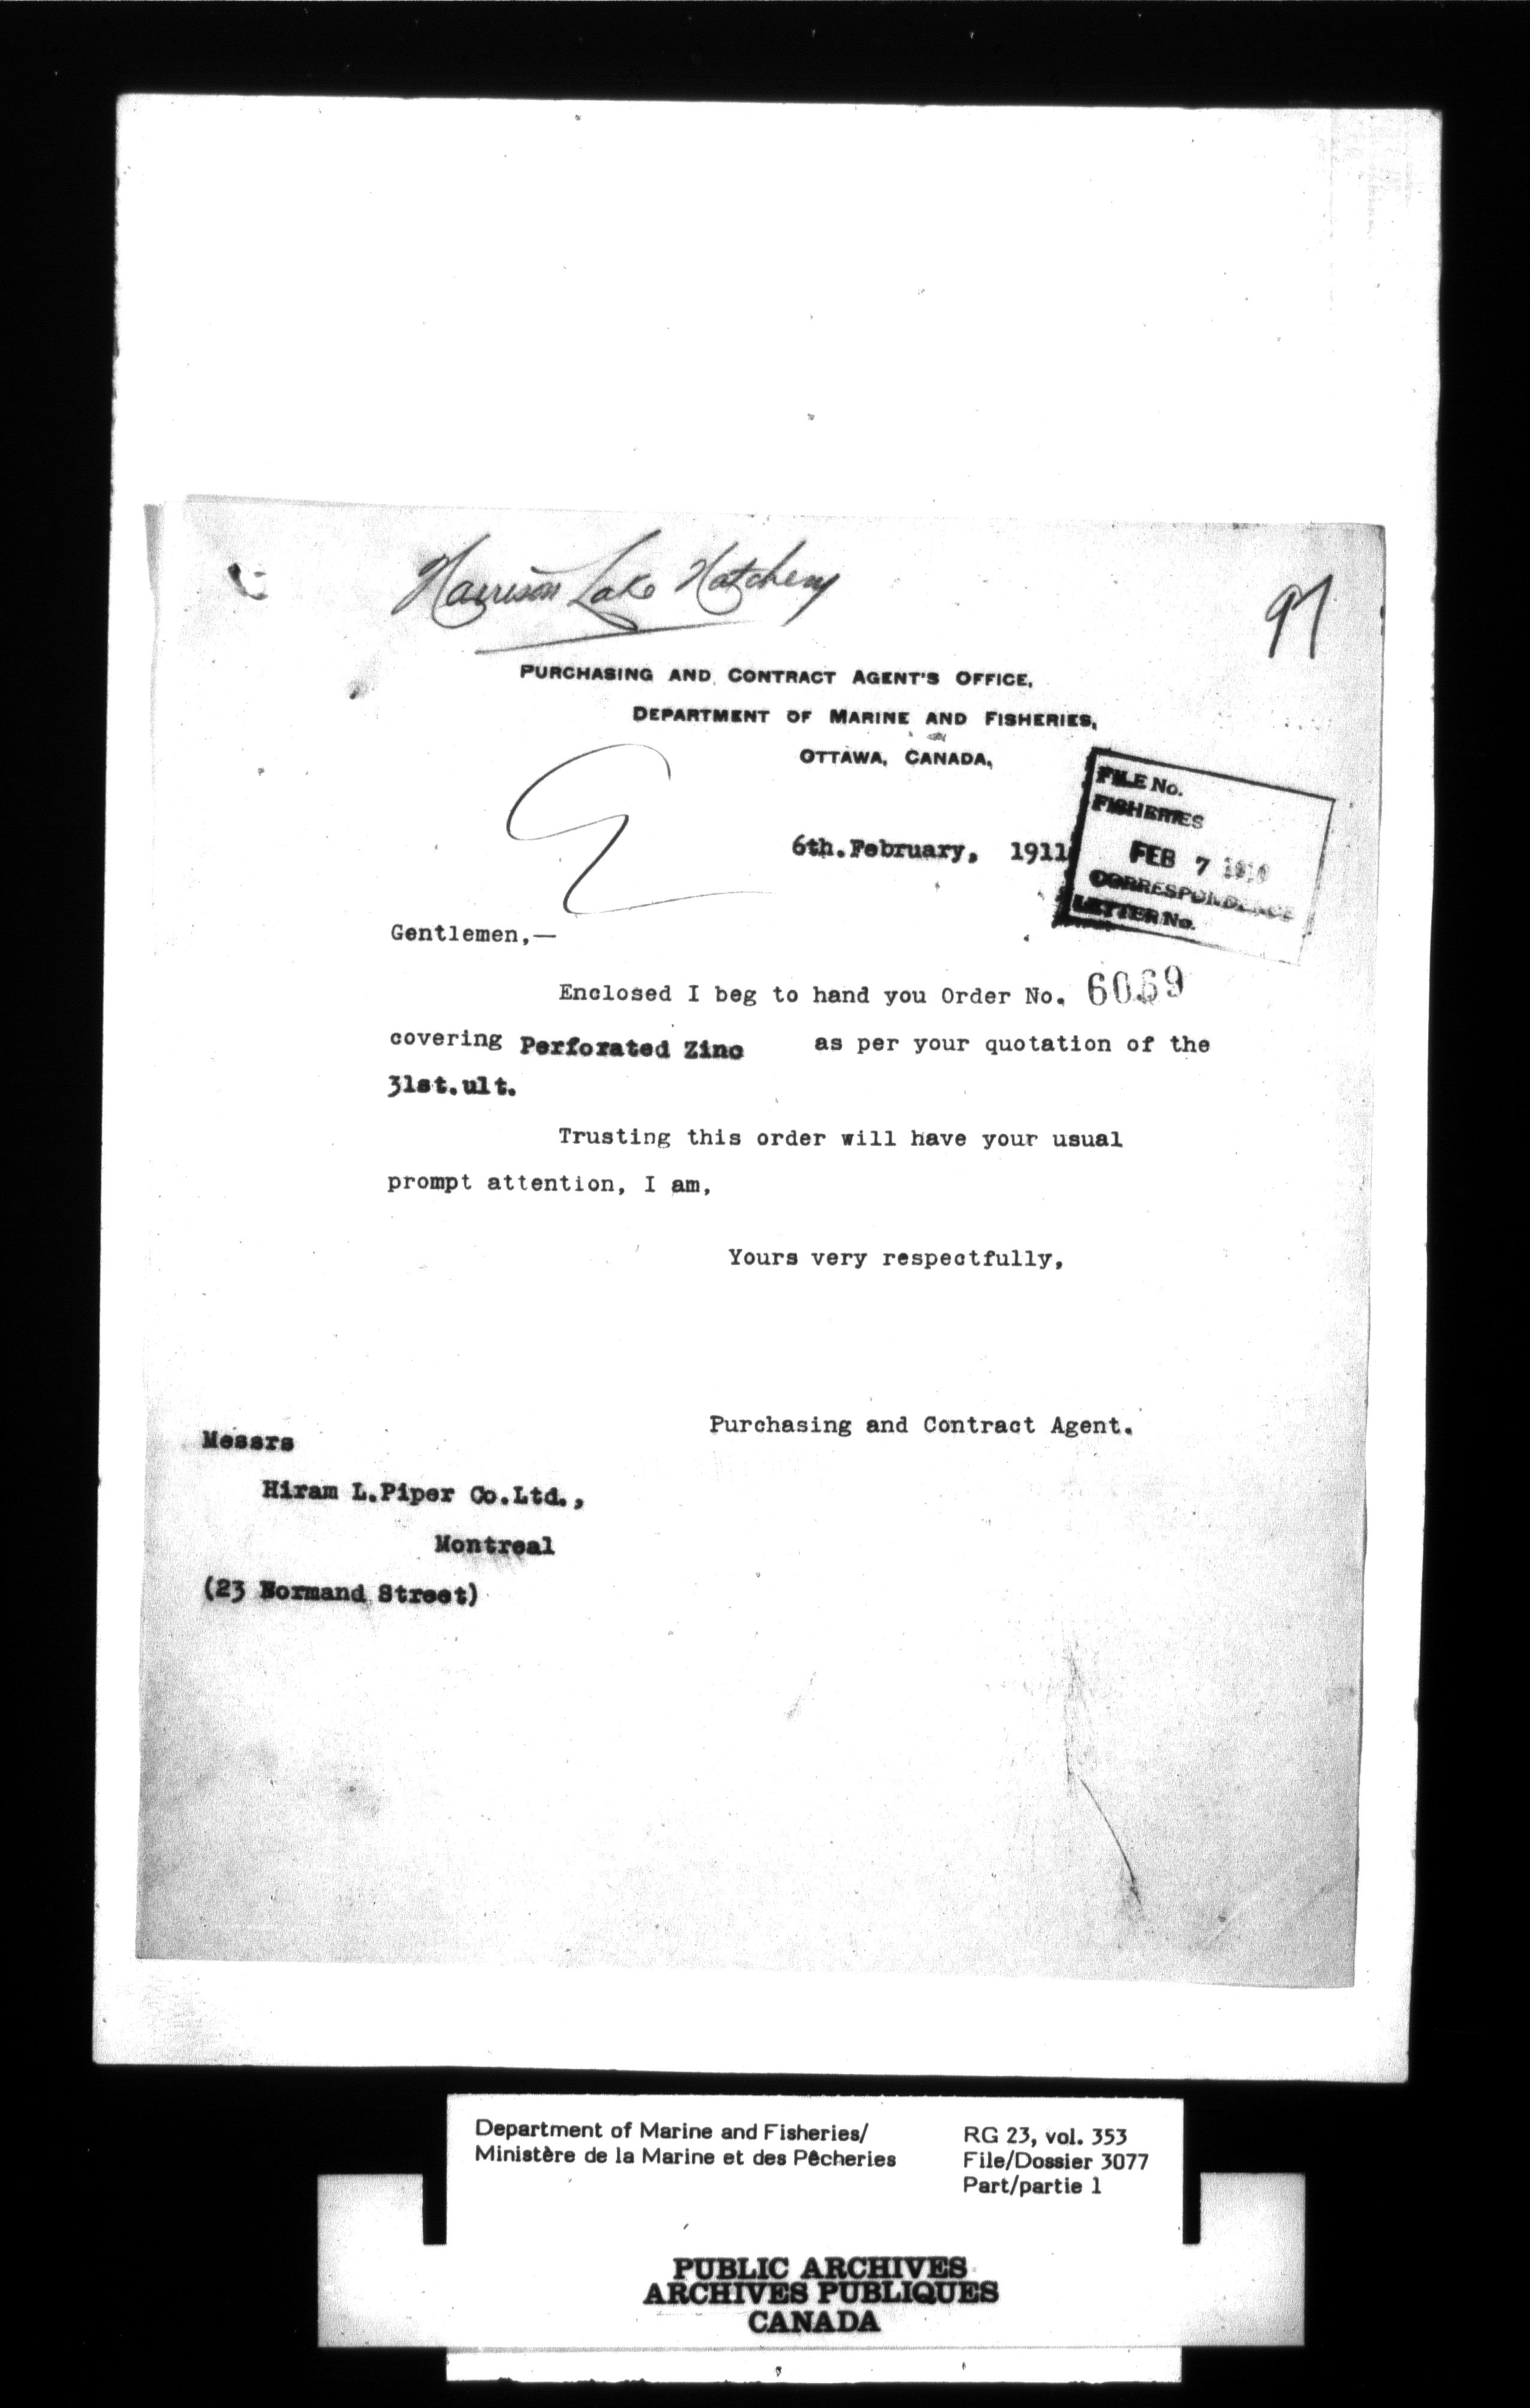 Harrison Lake Hatchery
97
PURCHASING AND CONTRACT AGENT'S OFFICE,
DEPARTMENT OF MARINE AND FISHERIES,
OTTAWA, CANADA,
FILE No.
FISHERIES
FEB 7
CORRESPONDENCE
LETTER No.
6th.February, 1911
Gentlemen,—
Enclosed I beg to hand you Order No. 6069
covering Perforated Zinc as per your quotation of the
31st.ult.
Trusting this order will have your usual
prompt attention, I am,
Yours very respectfully,
Purchasing and Contract Agent.
Messrs
Hiram L.Piper Co.Ltd.,
Montreal
(23 Normand Street)
Department of Marine and Fisheries/
Ministère de la Marine et des Pêcheries
RG 23, vol. 353
File/Dossier 3077
Part/partie 1
PUBLIC ARCHIVES
ARCHIVES PUBLIQUES
CANADA